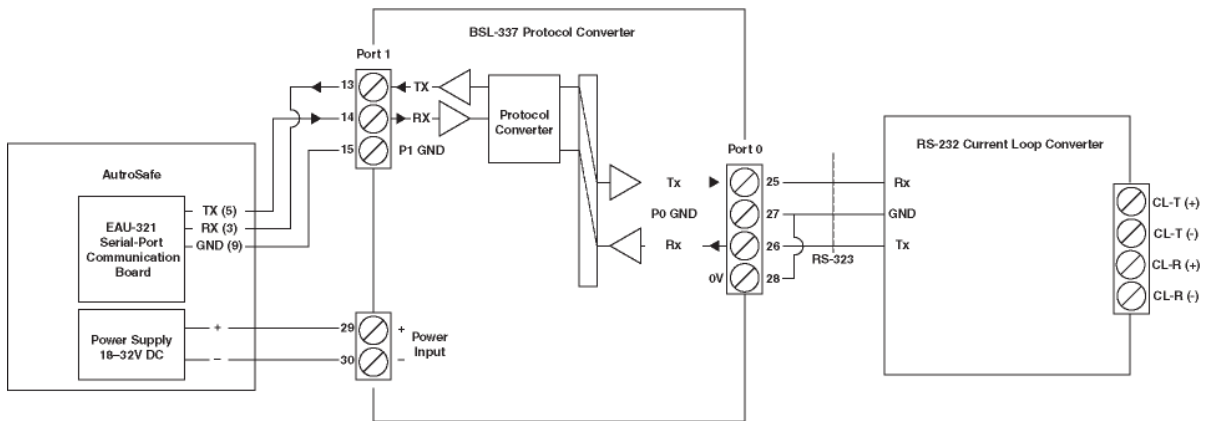 BSL-337 Protocol Converter
Port 1
13
TX
14
RX
15
P1 GND
Protocol
Converter
AutroSafe
EAU-321
Serial-Port
Communication
Board
TX (5)
RX (3)
GND (9)
Power Supply
18–32V DC
+
–
29
+
30
–
Power
Input
Port 0
Tx
25
P0 GND
27
Rx
26
0V
28
RS-323
RS-232 Current Loop Converter
Rx
GND
Tx
CL-T (+)
CL-T (-)
CL-R (+)
CL-R (-)